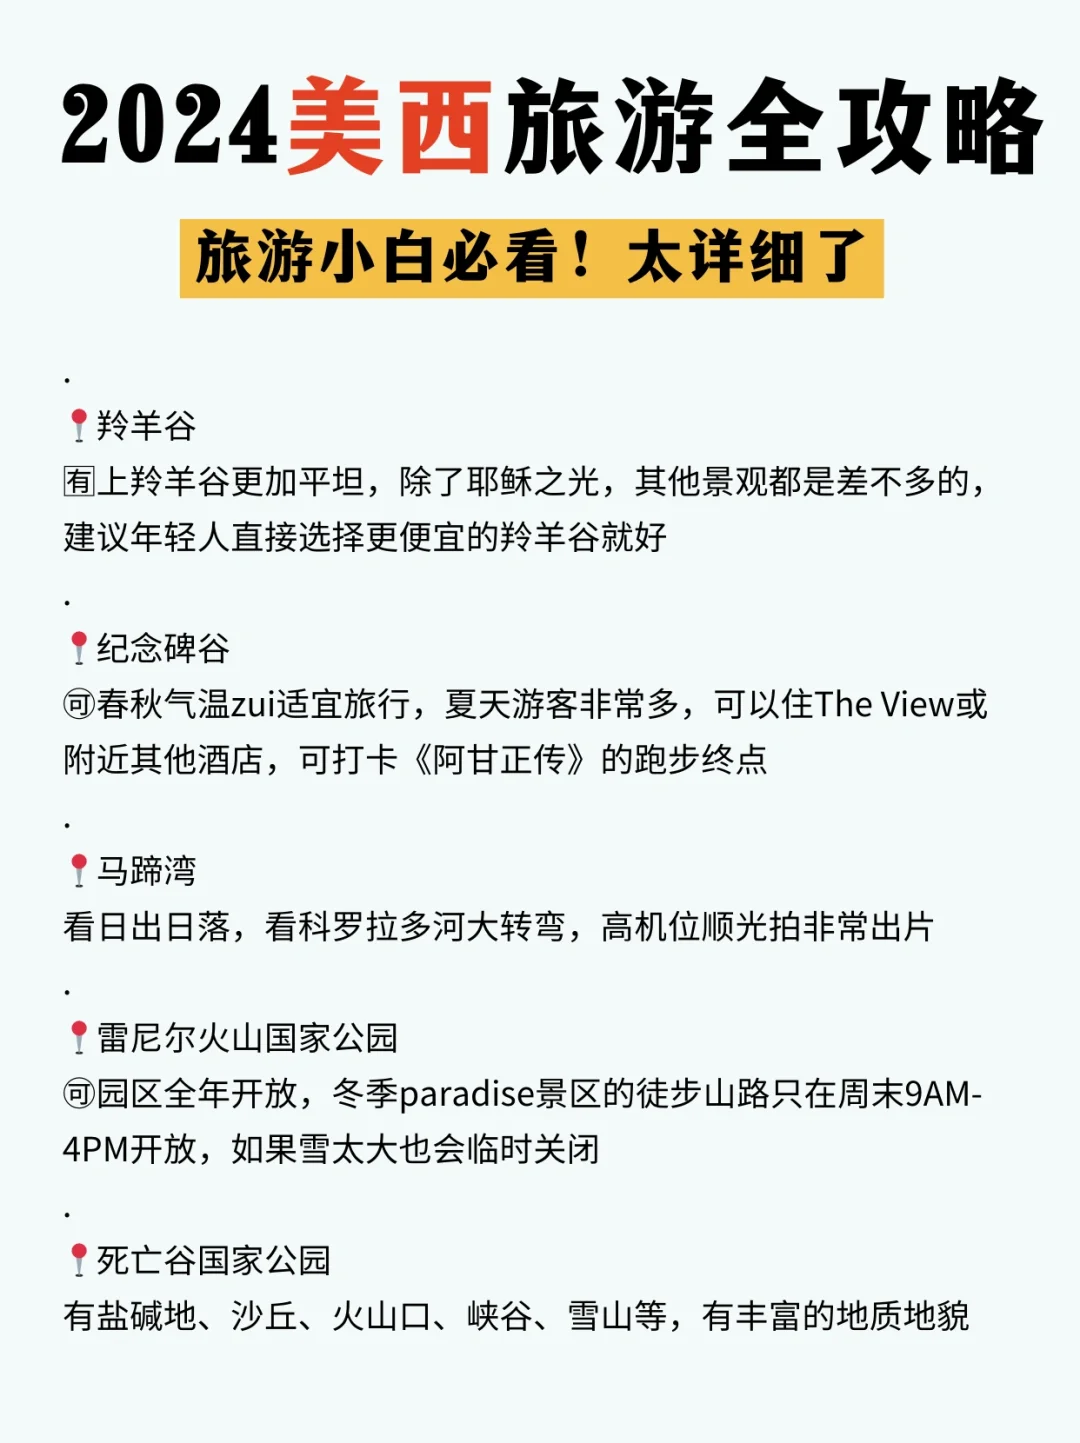 2024美西旅游全攻略
旅游小白必看！太详细了
.
📍羚羊谷
🈶上羚羊谷更加平坦，除了耶稣之光，其他景观都是差不多的，
建议年轻人直接选择更便宜的羚羊谷就好
.
📍纪念碑谷
🉑春秋气温zui适宜旅行，夏天游客非常多，可以住The View或
附近其他酒店，可打卡《阿甘正传》的跑步终点
.
📍马蹄湾
看日出日落，看科罗拉多河大转弯，高机位顺光拍非常出片
.
📍雷尼尔火山国家公园
🉑园区全年开放，冬季paradise景区的徒步山路只在周末9AM-
4PM开放，如果雪太大也会临时关闭
.
📍死亡谷国家公园
有盐碱地、沙丘、火山口、峡谷、雪山等，有丰富的地质地貌